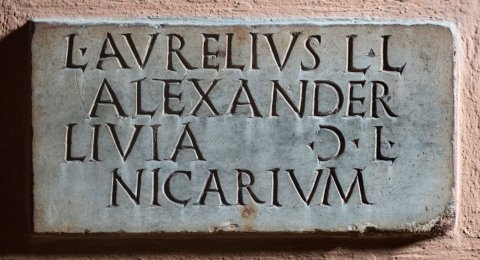 L·AVRELIVS L·L
ALEXANDER
LIVIA ·Ɔ·L·
NICARIVM